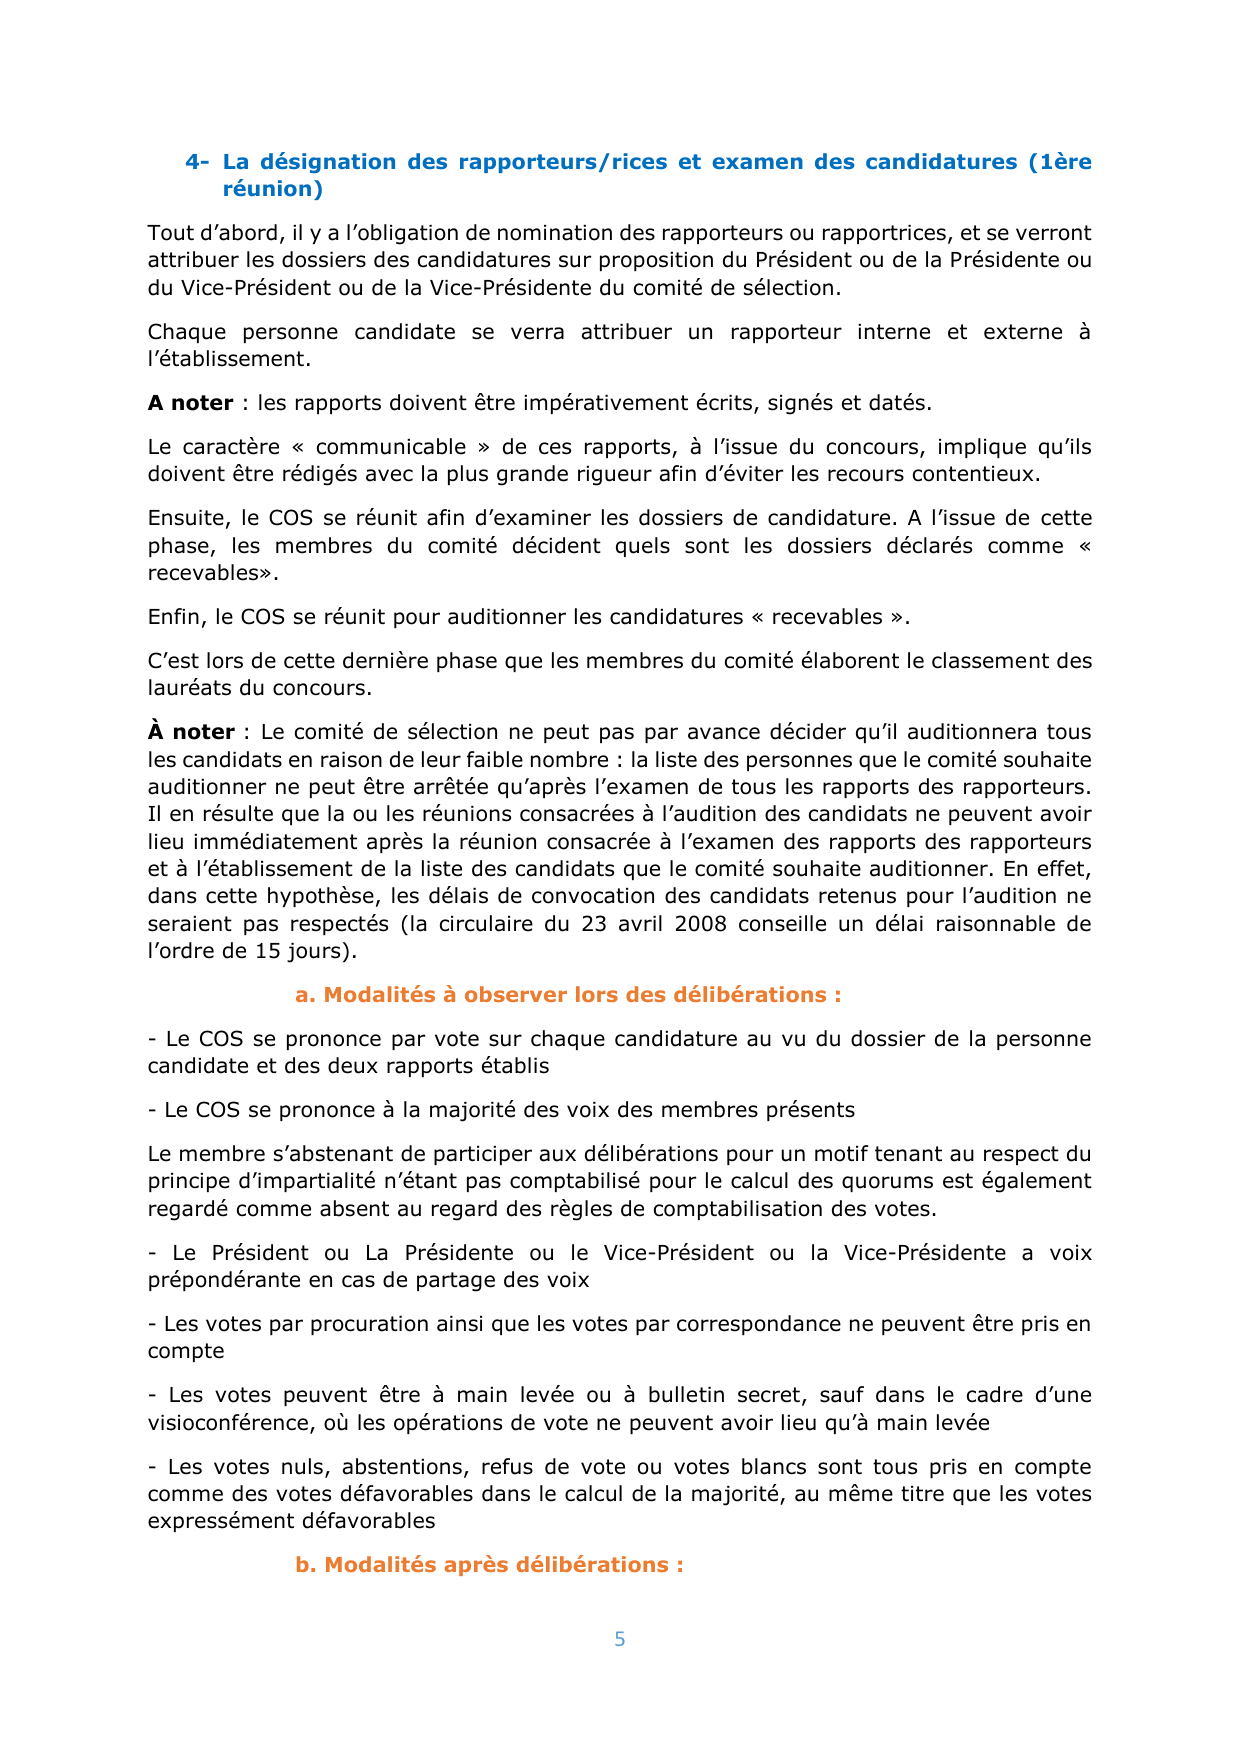 4- La désignation des rapporteurs/rices et examen des candidatures (1ère
réunion)
Tout d’abord, il y a l’obligation de nomination des rapporteurs ou rapportrices, et se verront
attribuer les dossiers des candidatures sur proposition du Président ou de la Présidente ou
du Vice-Président ou de la Vice-Présidente du comité de sélection.
Chaque personne candidate se verra attribuer un rapporteur interne et externe à
l’établissement.
A noter : les rapports doivent être impérativement écrits, signés et datés.
Le caractère « communicable » de ces rapports, à l’issue du concours, implique qu’ils
doivent être rédigés avec la plus grande rigueur afin d’éviter les recours contentieux.
Ensuite, le COS se réunit afin d’examiner les dossiers de candidature. A l’issue de cette
phase, les membres du comité décident quels sont les dossiers déclarés comme «
recevables».
Enfin, le COS se réunit pour auditionner les candidatures « recevables ».
C’est lors de cette dernière phase que les membres du comité élaborent le classement des
lauréats du concours.
À noter : Le comité de sélection ne peut pas par avance décider qu’il auditionnera tous
les candidats en raison de leur faible nombre : la liste des personnes que le comité souhaite
auditionner ne peut être arrêtée qu’après l’examen de tous les rapports des rapporteurs.
Il en résulte que la ou les réunions consacrées à l’audition des candidats ne peuvent avoir
lieu immédiatement après la réunion consacrée à l’examen des rapports des rapporteurs
et à l’établissement de la liste des candidats que le comité souhaite auditionner. En effet,
dans cette hypothèse, les délais de convocation des candidats retenus pour l’audition ne
seraient pas respectés (la circulaire du 23 avril 2008 conseille un délai raisonnable de
l’ordre de 15 jours).
a. Modalités à observer lors des délibérations :
- Le COS se prononce par vote sur chaque candidature au vu du dossier de la personne
candidate et des deux rapports établis
- Le COS se prononce à la majorité des voix des membres présents
Le membre s’abstenant de participer aux délibérations pour un motif tenant au respect du
principe d’impartialité n’étant pas comptabilisé pour le calcul des quorums est également
regardé comme absent au regard des règles de comptabilisation des votes.
- Le Président ou La Présidente ou le Vice-Président ou la Vice-Présidente a voix
prépondérante en cas de partage des voix
- Les votes par procuration ainsi que les votes par correspondance ne peuvent être pris en
compte
- Les votes peuvent être à main levée ou à bulletin secret, sauf dans le cadre d’une
visioconférence, où les opérations de vote ne peuvent avoir lieu qu’à main levée
- Les votes nuls, abstentions, refus de vote ou votes blancs sont tous pris en compte
comme des votes défavorables dans le calcul de la majorité, au même titre que les votes
expressément défavorables
b. Modalités après délibérations :
5